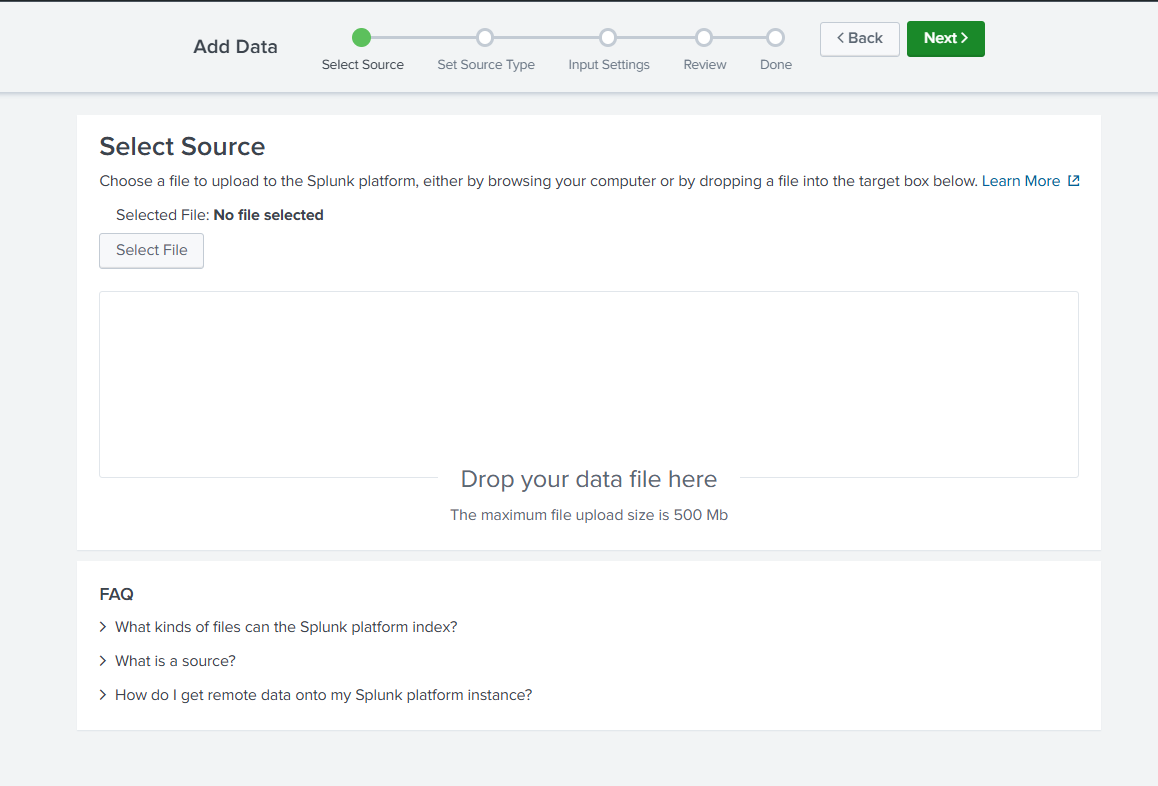 Add Data
Select Source
Set Source Type
Input Settings
Review
Done
Back
Next
Select Source
Choose a file to upload to the Splunk platform, either by browsing your computer or by dropping a file into the target box below. Learn More
Selected File: No file selected
Select File
Drop your data file here
The maximum file upload size is 500 Mb
FAQ
What kinds of files can the Splunk platform index?
What is a source?
How do I get remote data onto my Splunk platform instance?